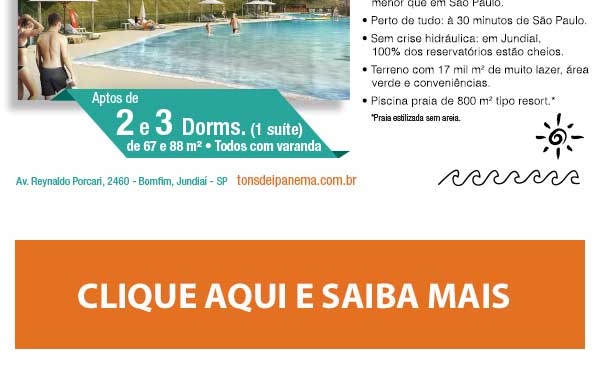 menor que em São Paulo.
• Perto de tudo: à 30 minutos de São Paulo.
• Sem crise hidráulica: em Jundial,
100% dos reservatórios estão cheios.
• Terreno com 17 mil m² de muito lazer, área
verde e conveniências.
• Piscina praia de 800 m² tipo resort.*
*Praia estilizada sem areia.
Aptos de
2 e 3 Dorms. (1 suíte)
de 67 e 88 m² • Todos com varanda
Av. Reynaldo Porcari, 2460 - Bomfim, Jundiaí - SP tonsdeipanema.com.br
CLIQUE AQUI E SAIBA MAIS